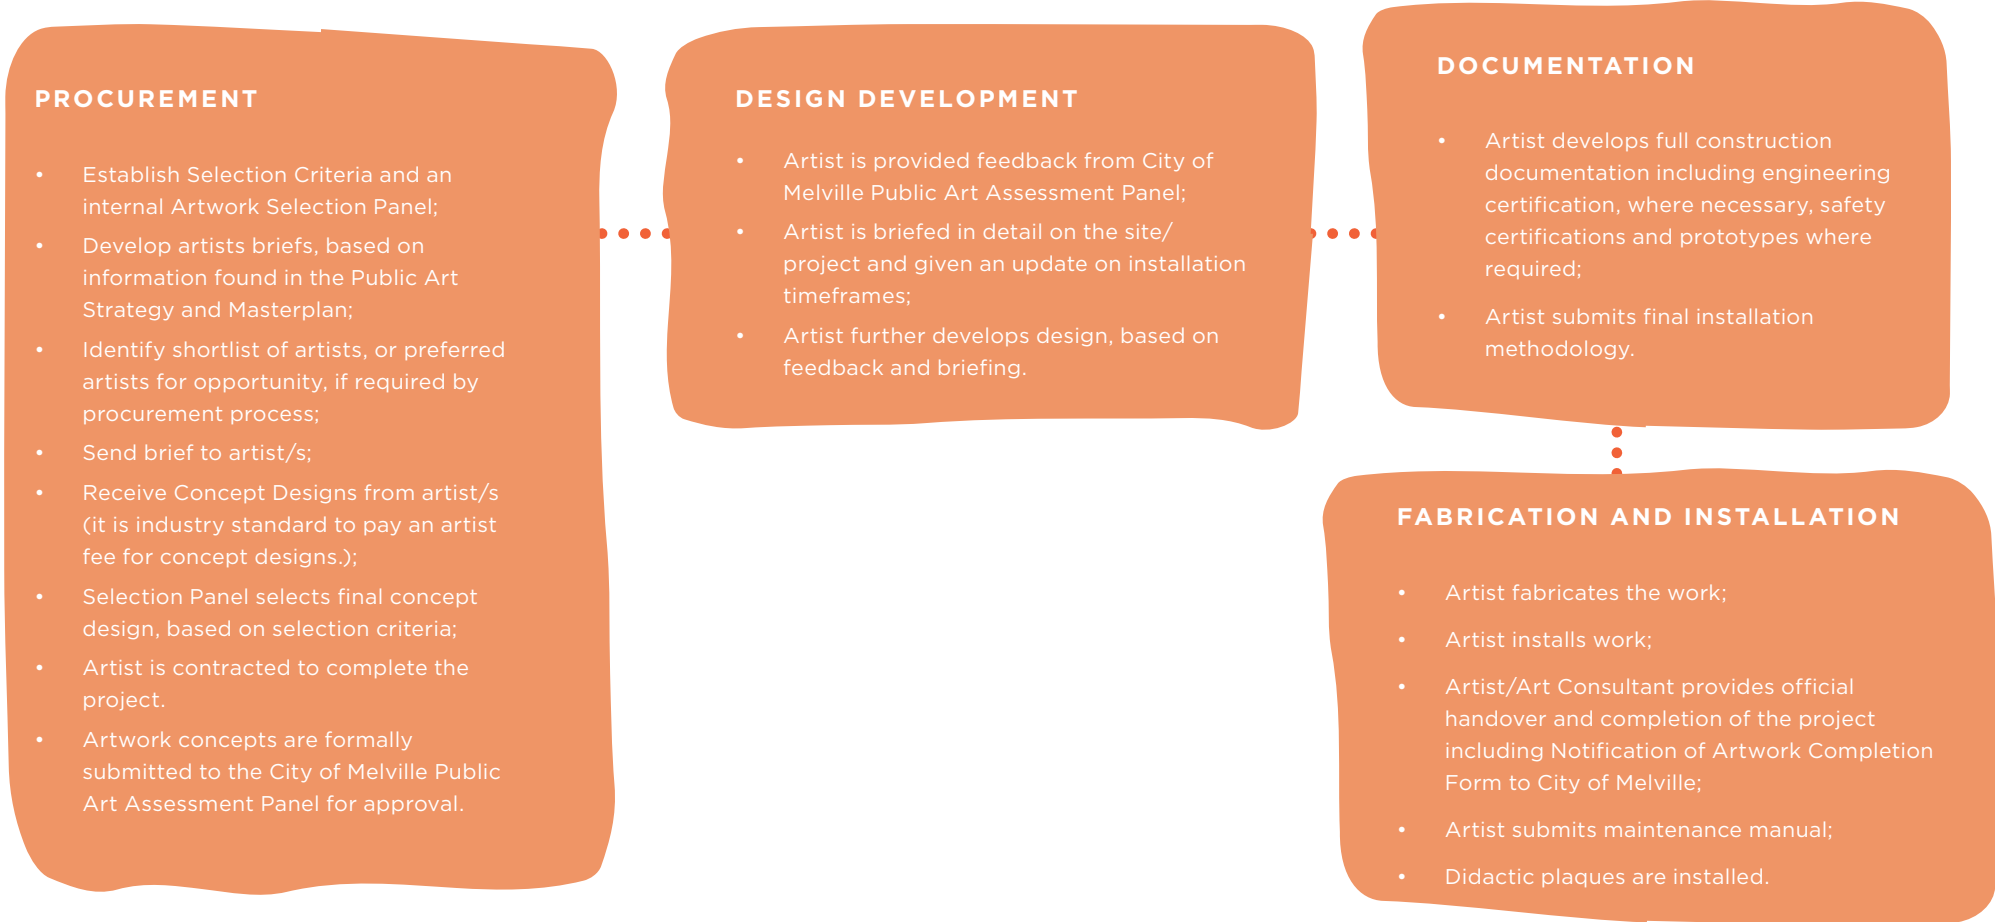 PROCUREMENT
• Establish Selection Criteria and an
internal Artwork Selection Panel;
• Develop artists briefs, based on
information found in the Public Art
Strategy and Masterplan;
• Identify shortlist of artists, or preferred
artists for opportunity, if required by
procurement process;
• Send brief to artist/s;
• Receive Concept Designs from artist/s
(it is industry standard to pay an artist
fee for concept designs.);
• Selection Panel selects final concept
design, based on selection criteria;
• Artist is contracted to complete the
project.
• Artwork concepts are formally
submitted to the City of Melville Public
Art Assessment Panel for approval.
DESIGN DEVELOPMENT
• Artist is provided feedback from City of
Melville Public Art Assessment Panel;
• Artist is briefed in detail on the site/
project and given an update on installation
timeframes;
• Artist further develops design, based on
feedback and briefing.
DOCUMENTATION
• Artist develops full construction
documentation including engineering
certification, where necessary, safety
certifications and prototypes where
required;
• Artist submits final installation
methodology.
FABRICATION AND INSTALLATION
• Artist fabricates the work;
• Artist installs work;
• Artist/Art Consultant provides official
handover and completion of the project
including Notification of Artwork Completion
Form to City of Melville;
• Artist submits maintenance manual;
• Didactic plaques are installed.